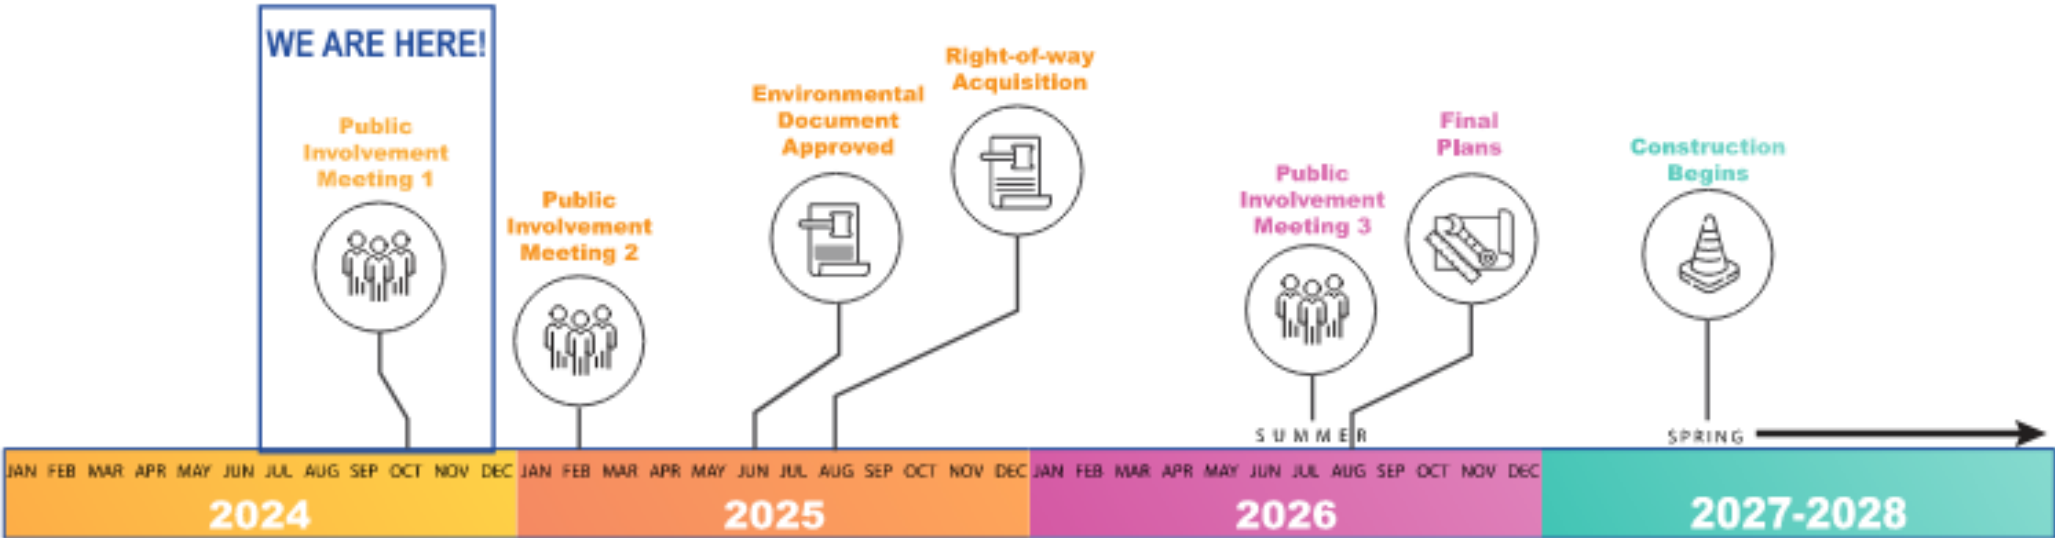 WE ARE HERE!
Public
Involvement
Meeting 1
Public
Involvement
Meeting 2
Environmental
Document
Approved
Right-of-way
Acquisition
Public
Involvement
Meeting 3
Final
Plans
Construction
Begins
SUMMER
SPRING
JAN FEB MAR APR MAY JUN JUL AUG SEP OCT NOV DEC
2024
JAN FEB MAR APR MAY JUN JUL AUG SEP OCT NOV DEC
2025
JAN FEB MAR APR MAY JUN JUL AUG SEP OCT NOV DEC
2026
2027-2028